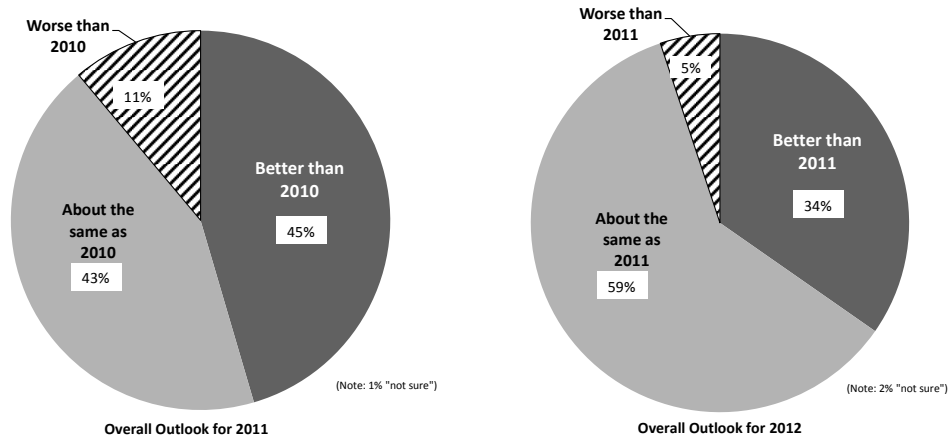 Worse than
2010
11%
Better than
2010
45%
About the
same as
2010
43%
(Note: 1% "not sure")
Overall Outlook for 2011
Worse than
2011
5%
Better than
2011
34%
About the
same as
2011
59%
(Note: 2% "not sure")
Overall Outlook for 2012